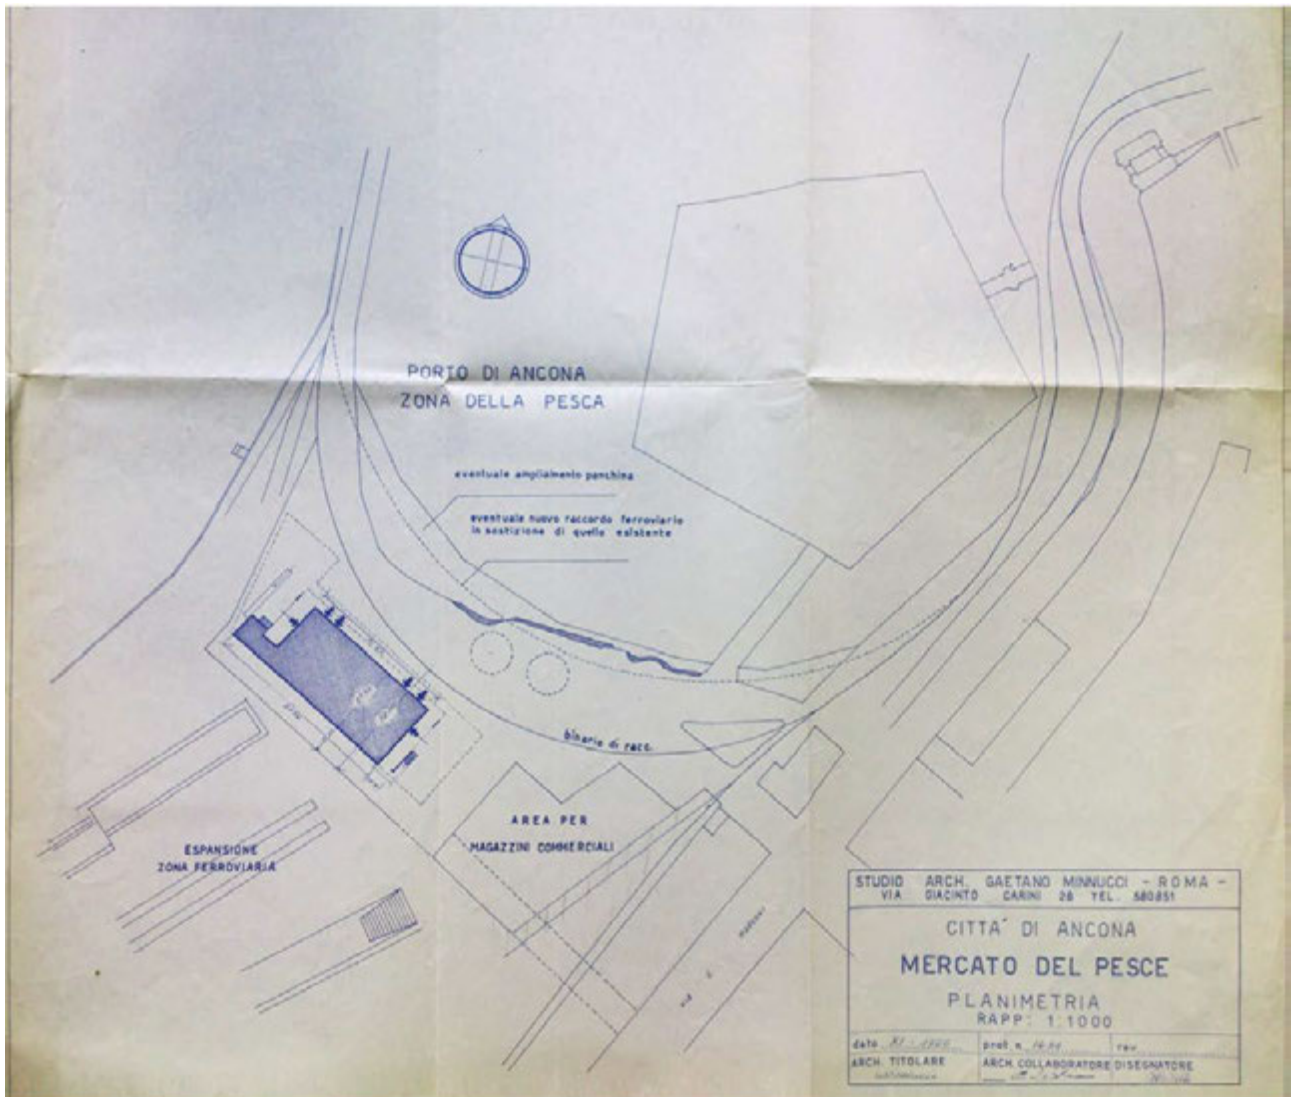 PORTO DI ANCONA
ZONA DELLA PESCA
eventuale ampliamento panchina
eventuale nuovo raccordo ferroviario
in sostizione di quello esistente
binario di racc.
AREA PER
MAGAZZINI COMMERCIALI
ESPANSIONE
ZONA FERROVIARIA
STUDIO ARCH. GAETANO MINNUCCI - ROMA -
VIA GIACINTO CARINI 28 TEL. 580851
CITTA' DI ANCONA
MERCATO DEL PESCE
PLANIMETRIA
RAPP: 1:1000
data prot. n. rev.
ARCH. TITOLARE ARCH. COLLABORATORE DISEGNATORE